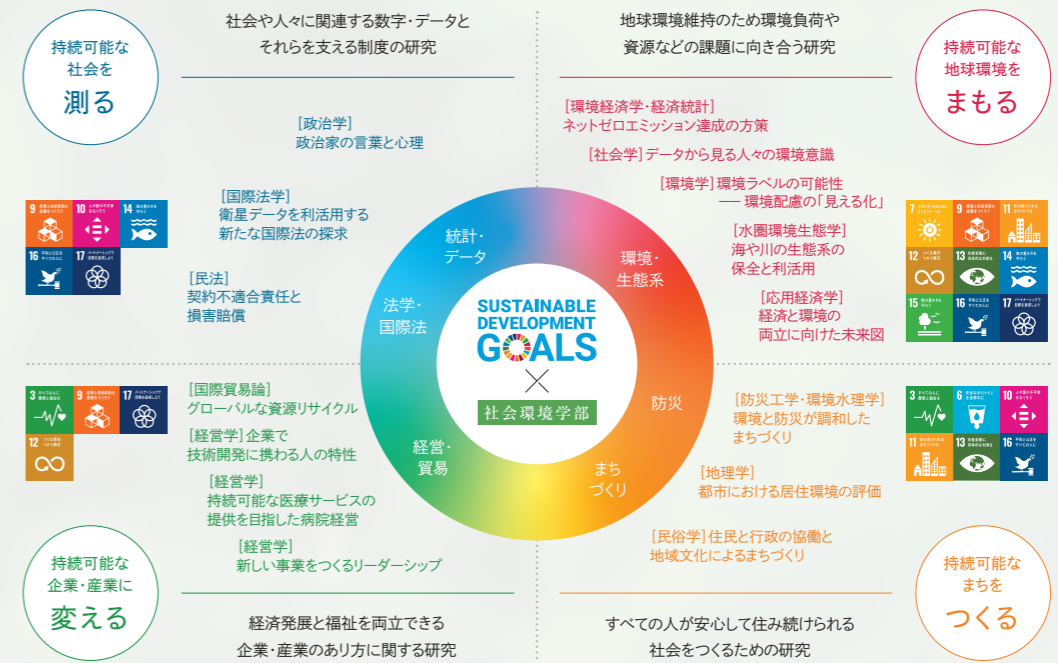 持続可能な
社会を
測る
社会や人々に関連する数字・データと
それらを支える制度の研究
[政治学]
政治家の言葉と心理
[国際法学]
衛星データを利活用する
新たな国際法の探求
[民法]
契約不適合責任と
損害賠償
9
10
14
16
17
地球環境維持のため環境負荷や
資源などの課題に向き合う研究
持続可能な
地球環境を
まもる
[環境経済学・経済統計]
ネットゼロエミッション達成の方策
[社会学]データから見る人々の環境意識
[環境学]環境ラベルの可能性
── 環境配慮の「見える化」
[水圏環境生態学]
海や川の生態系の
保全と利活用
[応用経済学]
経済と環境の
両立に向けた未来図
7
9
11
12
13
14
15
16
17
統計・
データ
環境・
生態系
法学・
国際法
防災
経営・
貿易
まち
づくり
SUSTAINABLE
DEVELOPMENT
GOALS
×
社会環境学部
3
9
17
12
[国際貿易論]
グローバルな資源リサイクル
[経営学]企業で
技術開発に携わる人の特性
[経営学]
持続可能な医療サービスの
提供を目指した病院経営
[経営学]
新しい事業をつくるリーダーシップ
持続可能な
企業・産業に
変える
経済発展と福祉を両立できる
企業・産業のあり方に関する研究
[防災工学・環境水理学]
環境と防災が調和した
まちづくり
[地理学]
都市における居住環境の評価
[民俗学]住民と行政の協働と
地域文化によるまちづくり
3
6
10
11
13
16
持続可能な
まちを
つくる
すべての人が安心して住み続けられる
社会をつくるための研究